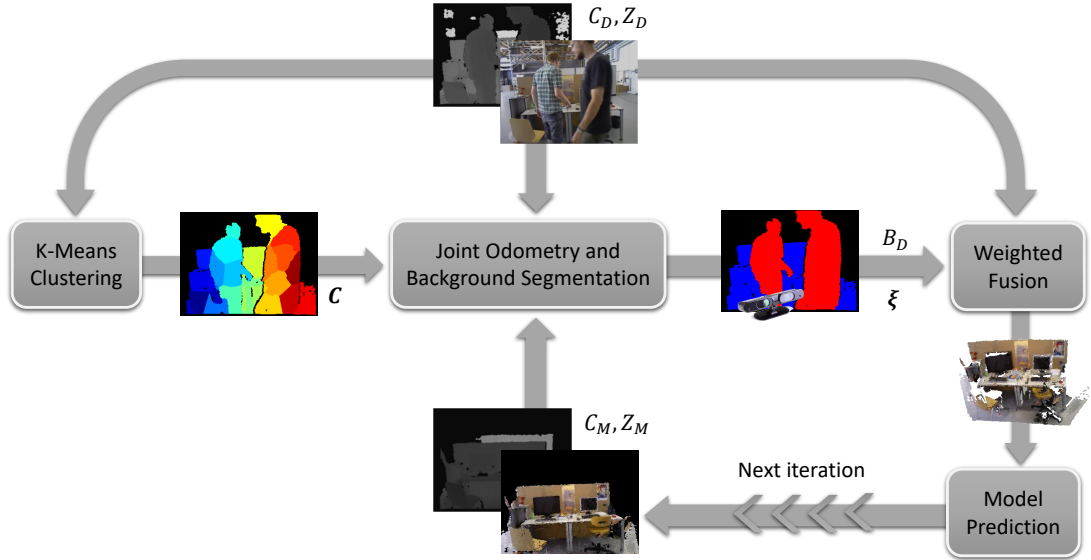 C_D, Z_D
K-Means
Clustering
C
Joint Odometry and
Background Segmentation
B_D
ξ
Weighted
Fusion
C_M, Z_M
Next iteration
Model
Prediction